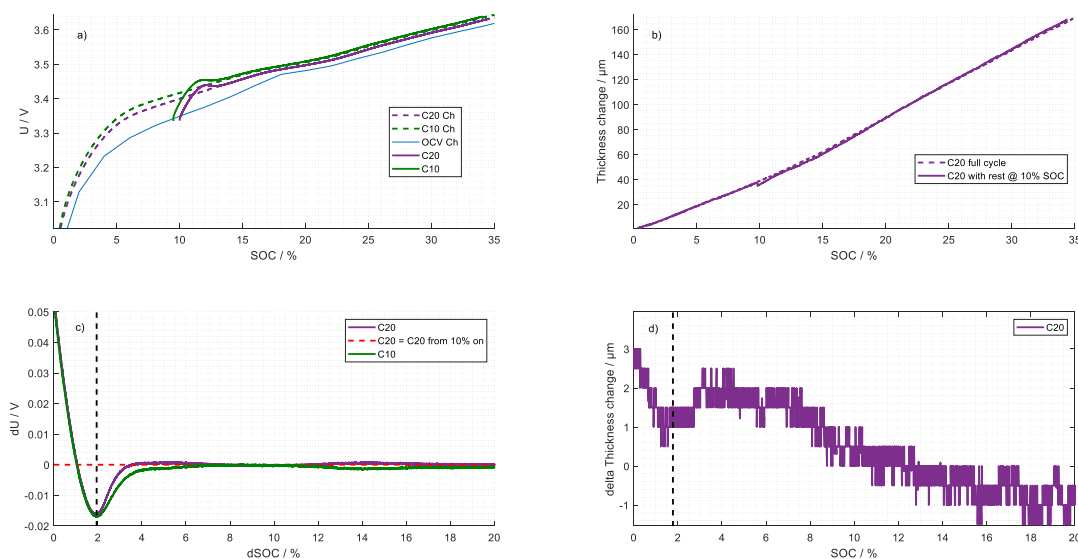 a)
3.6
3.5
3.4
3.3
3.2
3.1
U / V
0
5
10
15
20
25
30
35
SOC / %
C20 Ch
C10 Ch
OCV Ch
C20
C10
b)
160
140
120
100
80
60
40
20
Thickness change / µm
0
5
10
15
20
25
30
35
SOC / %
C20 full cycle
C20 with rest @ 10% SOC
c)
0.05
0.04
0.03
0.02
0.01
0
-0.01
-0.02
dU / V
0
2
4
6
8
10
12
14
16
18
20
dSOC / %
C20
C20 = C20 from 10% on
C10
d)
3
2
1
0
-1
delta Thickness change / µm
0
2
4
6
8
10
12
14
16
18
20
SOC / %
C20